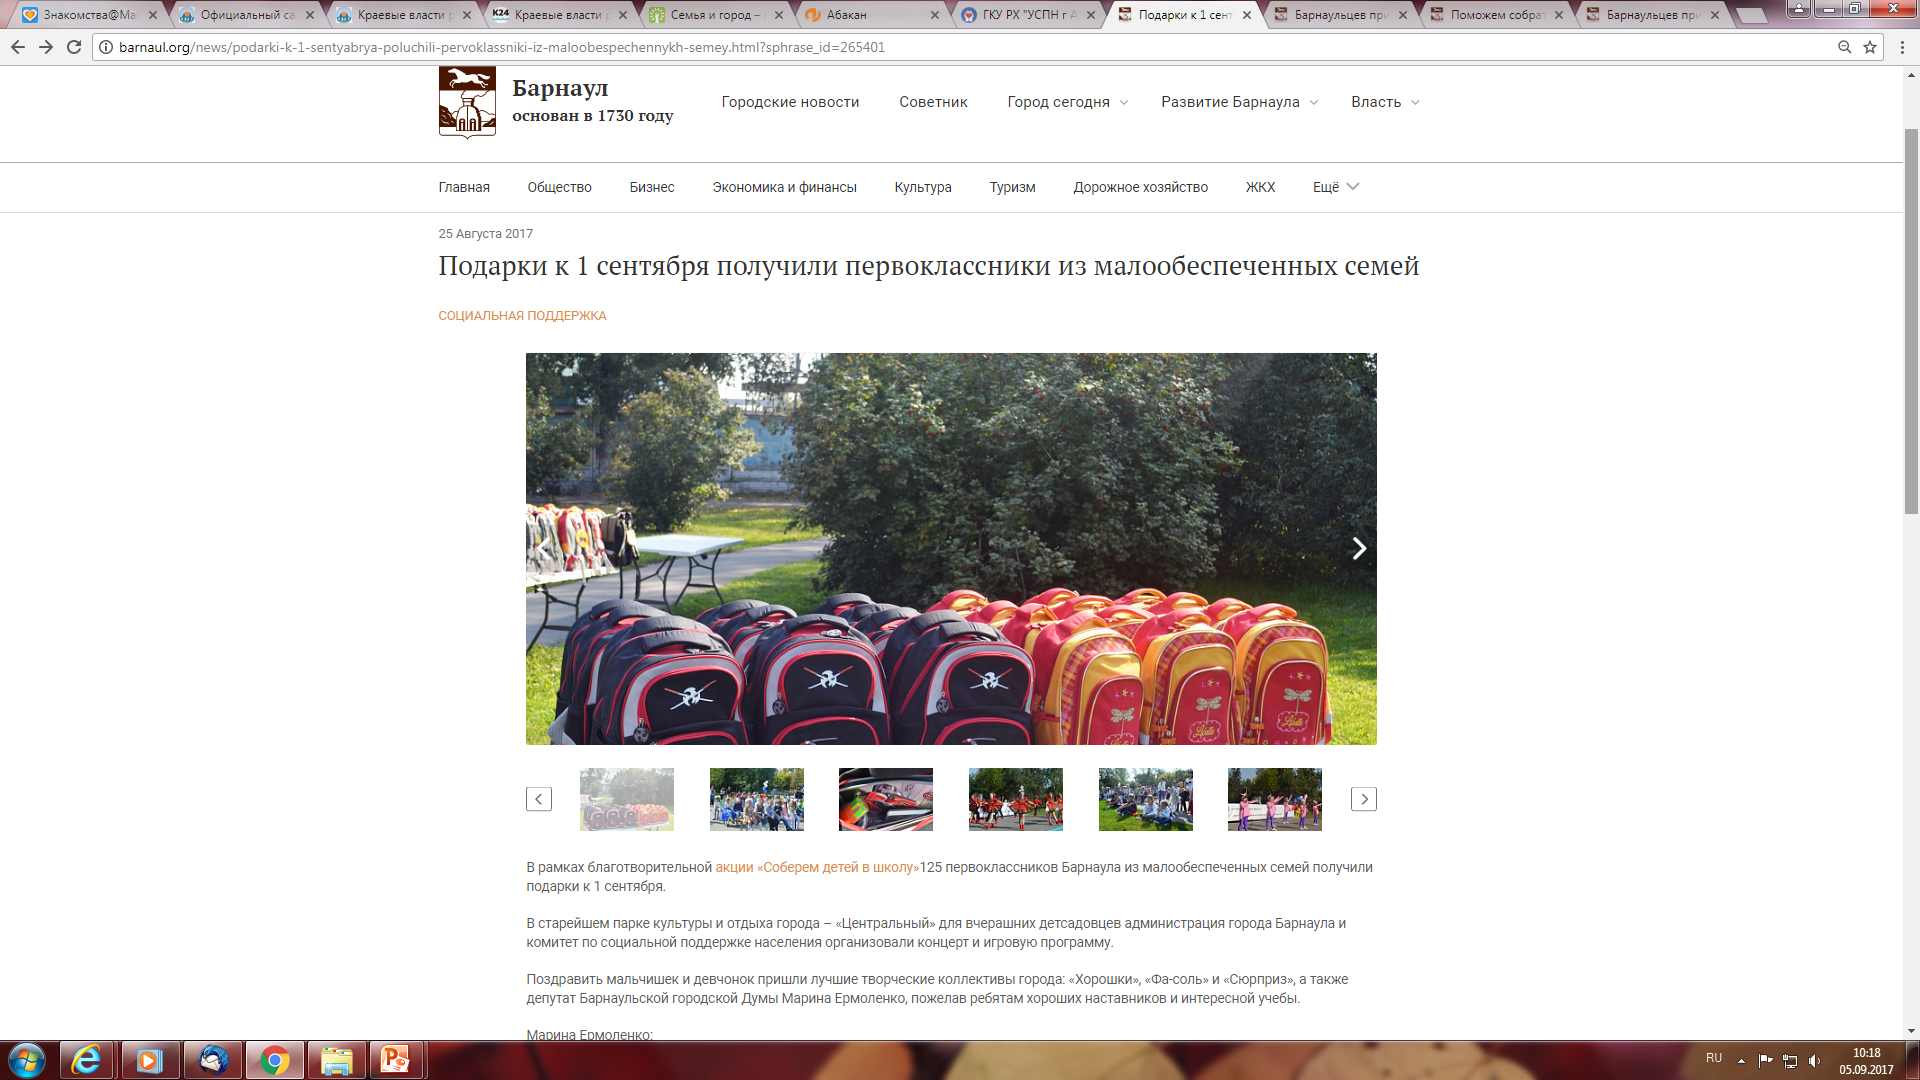 Знакомства@Mai
Официальный са
Краевые власти р
K24 Краевые власти р
Семья и город –
Абакан
ГКУ РХ "УСПН г А
Подарки к 1 сент
Барнаульцев при
Поможем собрат
Барнаульцев при
barnaul.org/news/podarki-k-1-sentyabrya-poluchili-pervoklassniki-iz-maloobespechennykh-semey.html?sphrase_id=265401
Барнаул
основан в 1730 году
Городские новости
Советник
Город сегодня
Развитие Барнаула
Власть
Главная
Общество
Бизнес
Экономика и финансы
Культура
Туризм
Дорожное хозяйство
ЖКХ
Ещё
25 Августа 2017
Подарки к 1 сентября получили первоклассники из малообеспеченных семей
СОЦИАЛЬНАЯ ПОДДЕРЖКА
В рамках благотворительной акции «Соберем детей в школу»125 первоклассников Барнаула из малообеспеченных семей получили
подарки к 1 сентября.
В старейшем парке культуры и отдыха города – «Центральный» для вчерашних детсадовцев администрация города Барнаула и
комитет по социальной поддержке населения организовали концерт и игровую программу.
Поздравить мальчишек и девчонок пришли лучшие творческие коллективы города: «Хорошки», «Фа-соль» и «Сюрприз», а также
депутат Барнаульской городской Думы Марина Ермоленко, пожелав ребятам хороших наставников и интересной учебы.
Марина Ермоленко:
RU
10:18
05.09.2017